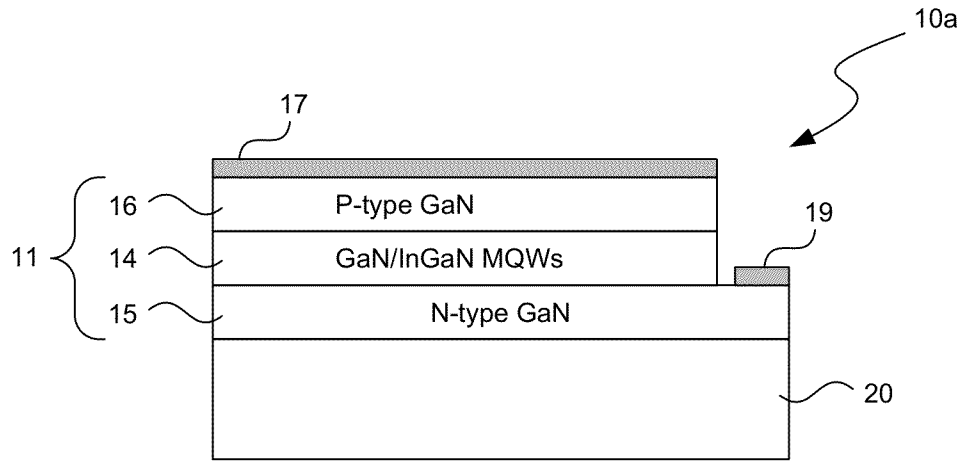 10a
17
16 P-type GaN
19
11 14 GaN/InGaN MQWs
15 N-type GaN
20